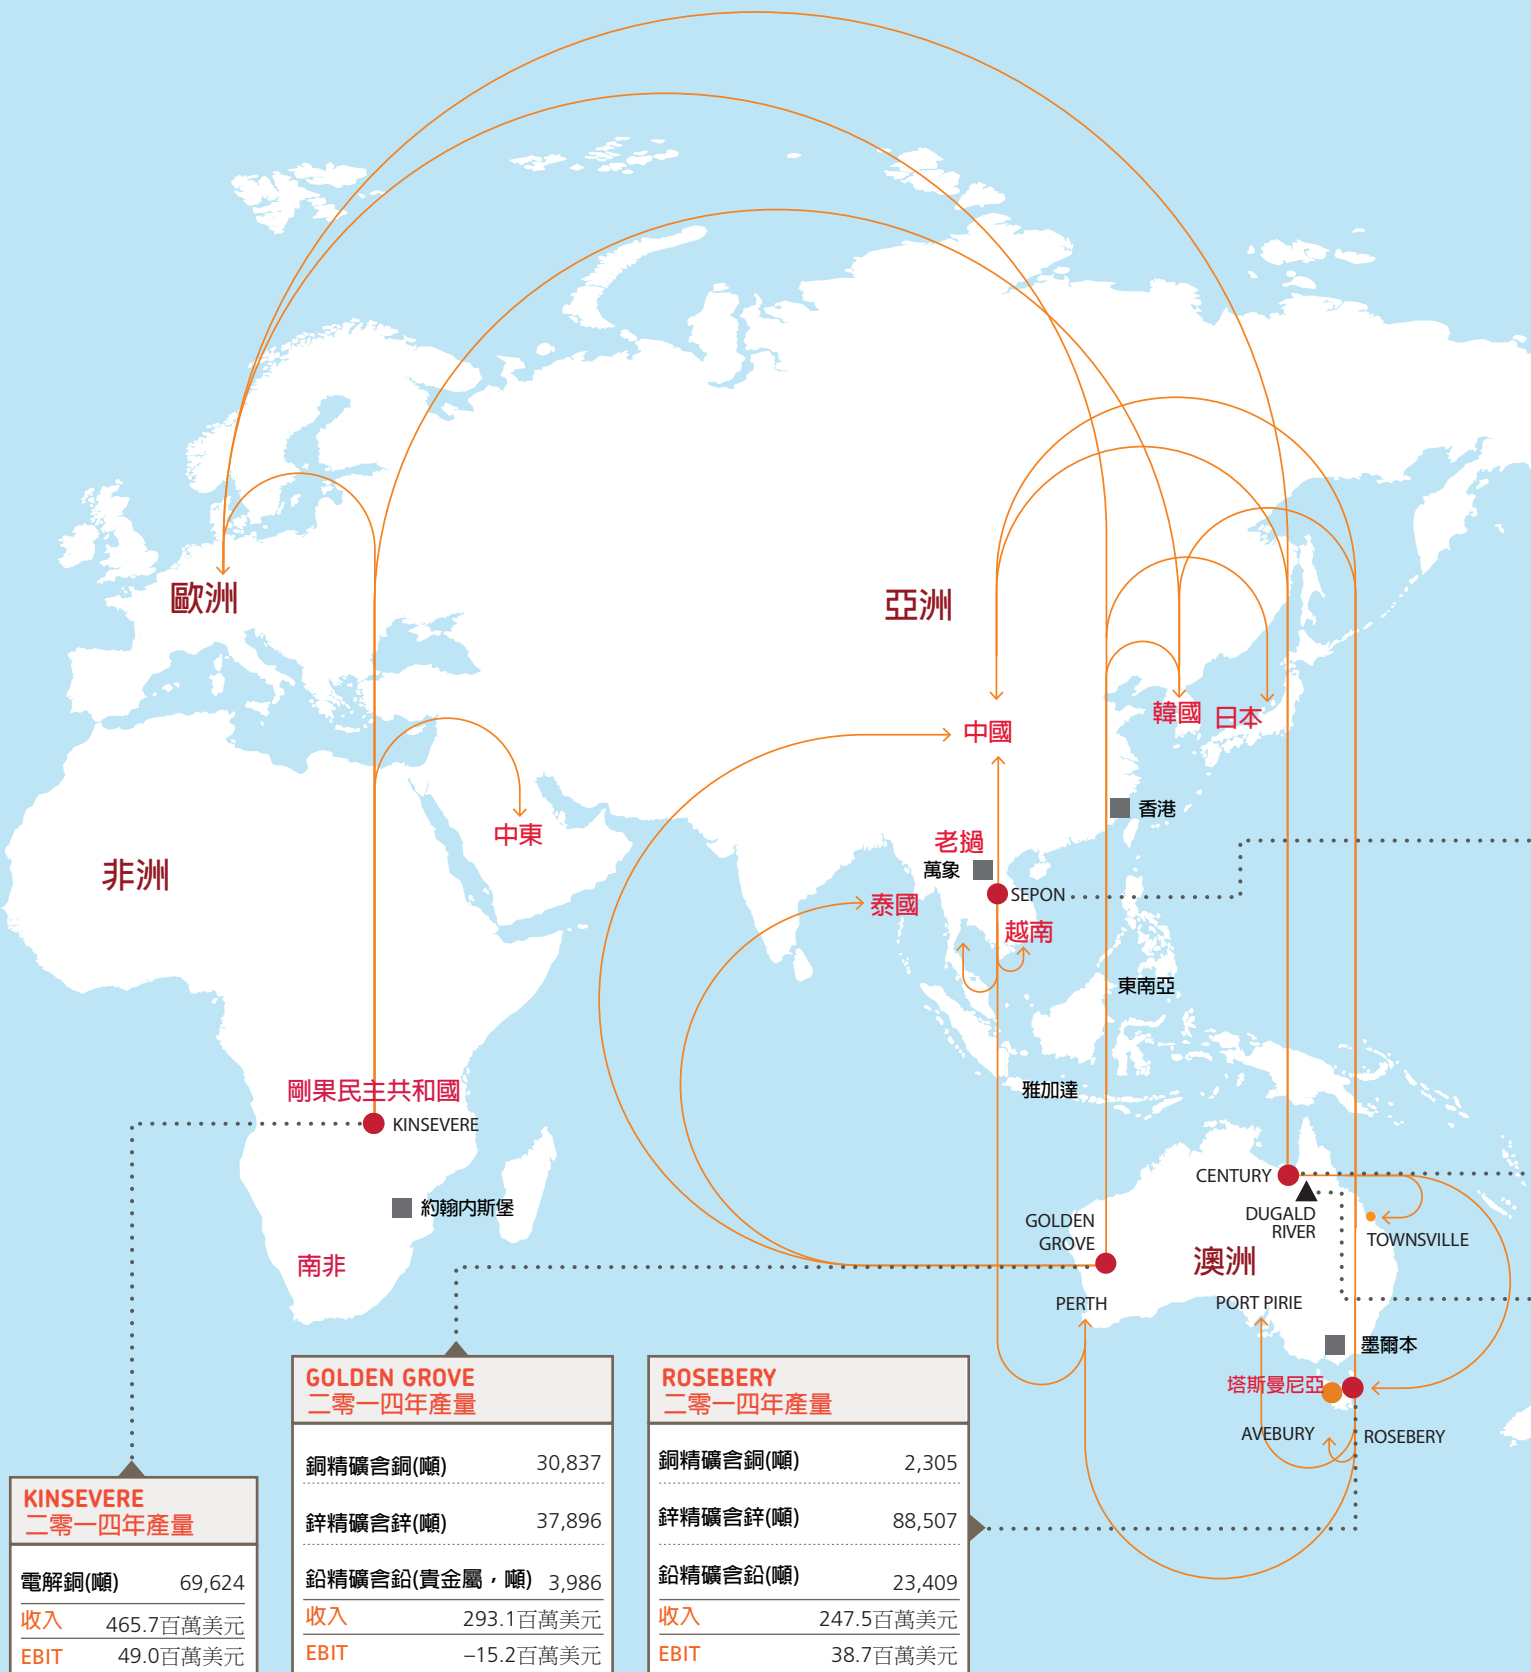 歐洲
亞洲
中國
韓國
日本
中東
香港
老撾
萬象
SEPON
非洲
泰國
越南
東南亞
剛果民主共和國
雅加達
KINSEVERE
CENTURY
約翰內斯堡
DUGALD
RIVER
GOLDEN
GROVE
TOWNSVILLE
南非
澳洲
PERTH
PORT PIRIE
墨爾本
塔斯曼尼亞
AVEBURY
ROSEBERY
GOLDEN GROVE
二零一四年產量
銅精礦含銅(噸) 30,837
鋅精礦含鋅(噸) 37,896
鉛精礦含鉛(貴金屬，噸) 3,986
收入 293.1百萬美元
EBIT –15.2百萬美元
ROSEBERY
二零一四年產量
銅精礦含銅(噸) 2,305
鋅精礦含鋅(噸) 88,507
鉛精礦含鉛(噸) 23,409
收入 247.5百萬美元
EBIT 38.7百萬美元
KINSEVERE
二零一四年產量
電解銅(噸) 69,624
收入 465.7百萬美元
EBIT 49.0百萬美元